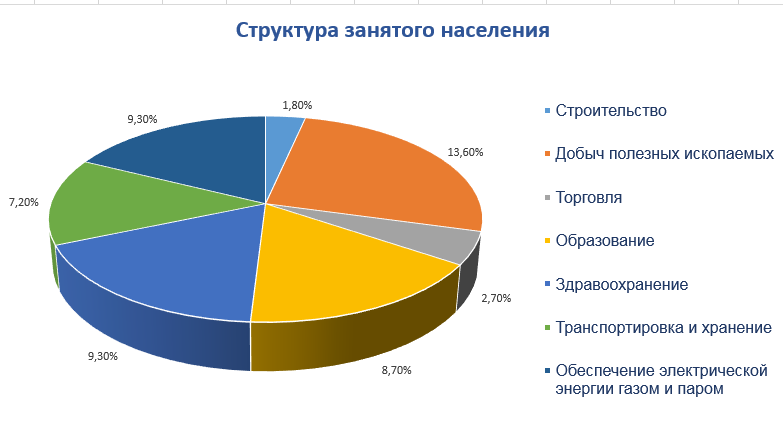 Структура занятого населения
1,80%
13,60%
2,70%
8,70%
9,30%
7,20%
9,30%
Строительство
Добыч полезных ископаемых
Торговля
Образование
Здравоохранение
Транспортировка и хранение
Обеспечение электрической
энергии газом и паром